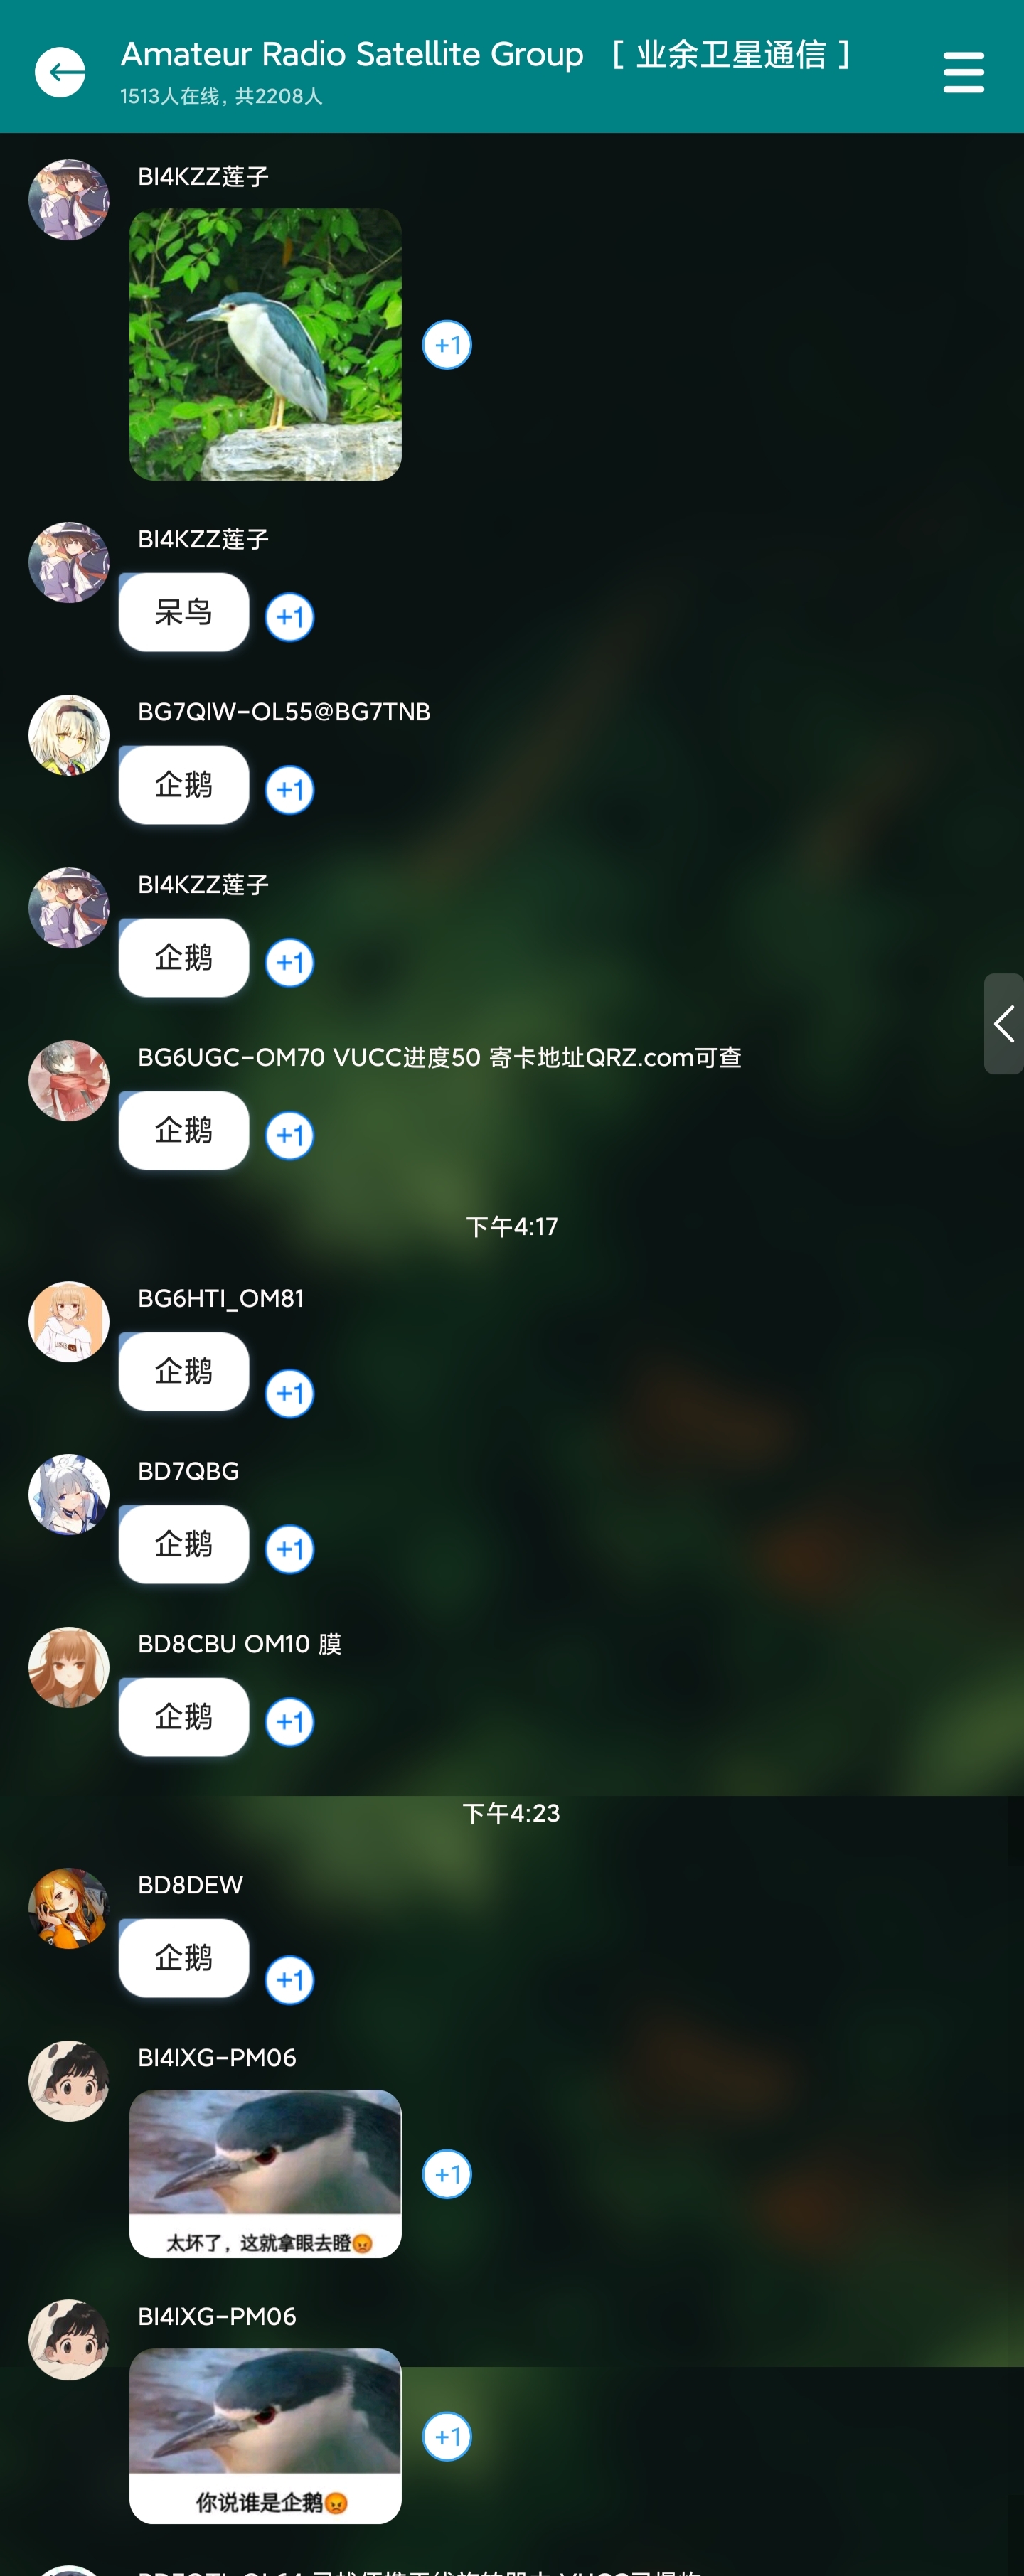 Amateur Radio Satellite Group [ 业余卫星通信 ]
1513人在线, 共2208人
BI4KZZ莲子
+1
BI4KZZ莲子
呆鸟
+1
BG7QIW-OL55@BG7TNB
企鹅
+1
BI4KZZ莲子
企鹅
+1
BG6UGC-OM70 VUCC进度50 寄卡地址QRZ.com可查
企鹅
+1
下午4:17
BG6HTI_OM81
企鹅
+1
BD7QBG
企鹅
+1
BD8CBU OM10 膜
企鹅
+1
下午4:23
BD8DEW
企鹅
+1
BI4IXG-PM06
+1
太坏了，这就拿眼去瞪😡
BI4IXG-PM06
+1
你说谁是企鹅😡